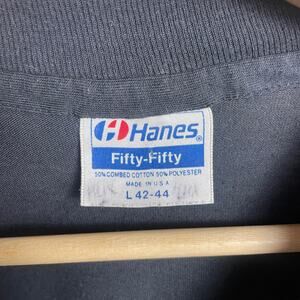 Hanes®
Fifty-Fifty
50% COMBED COTTON 50% POLYESTER
MADE IN U.S.A
L 42-44